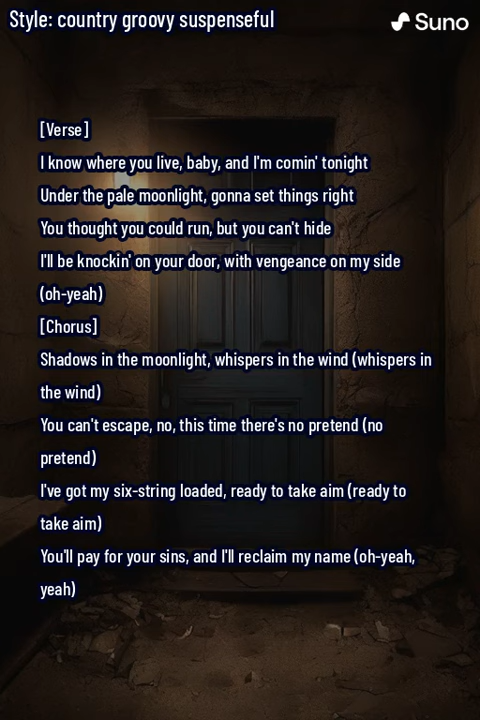 Style: country groovy suspenseful
Suno
[Verse]
I know where you live, baby, and I'm comin' tonight
Under the pale moonlight, gonna set things right
You thought you could run, but you can't hide
I'll be knockin' on your door, with vengeance on my side
(oh-yeah)
[Chorus]
Shadows in the moonlight, whispers in the wind (whispers in
the wind)
You can't escape, no, this time there's no pretend (no
pretend)
I've got my six-string loaded, ready to take aim (ready to
take aim)
You'll pay for your sins, and I'll reclaim my name (oh-yeah,
yeah)